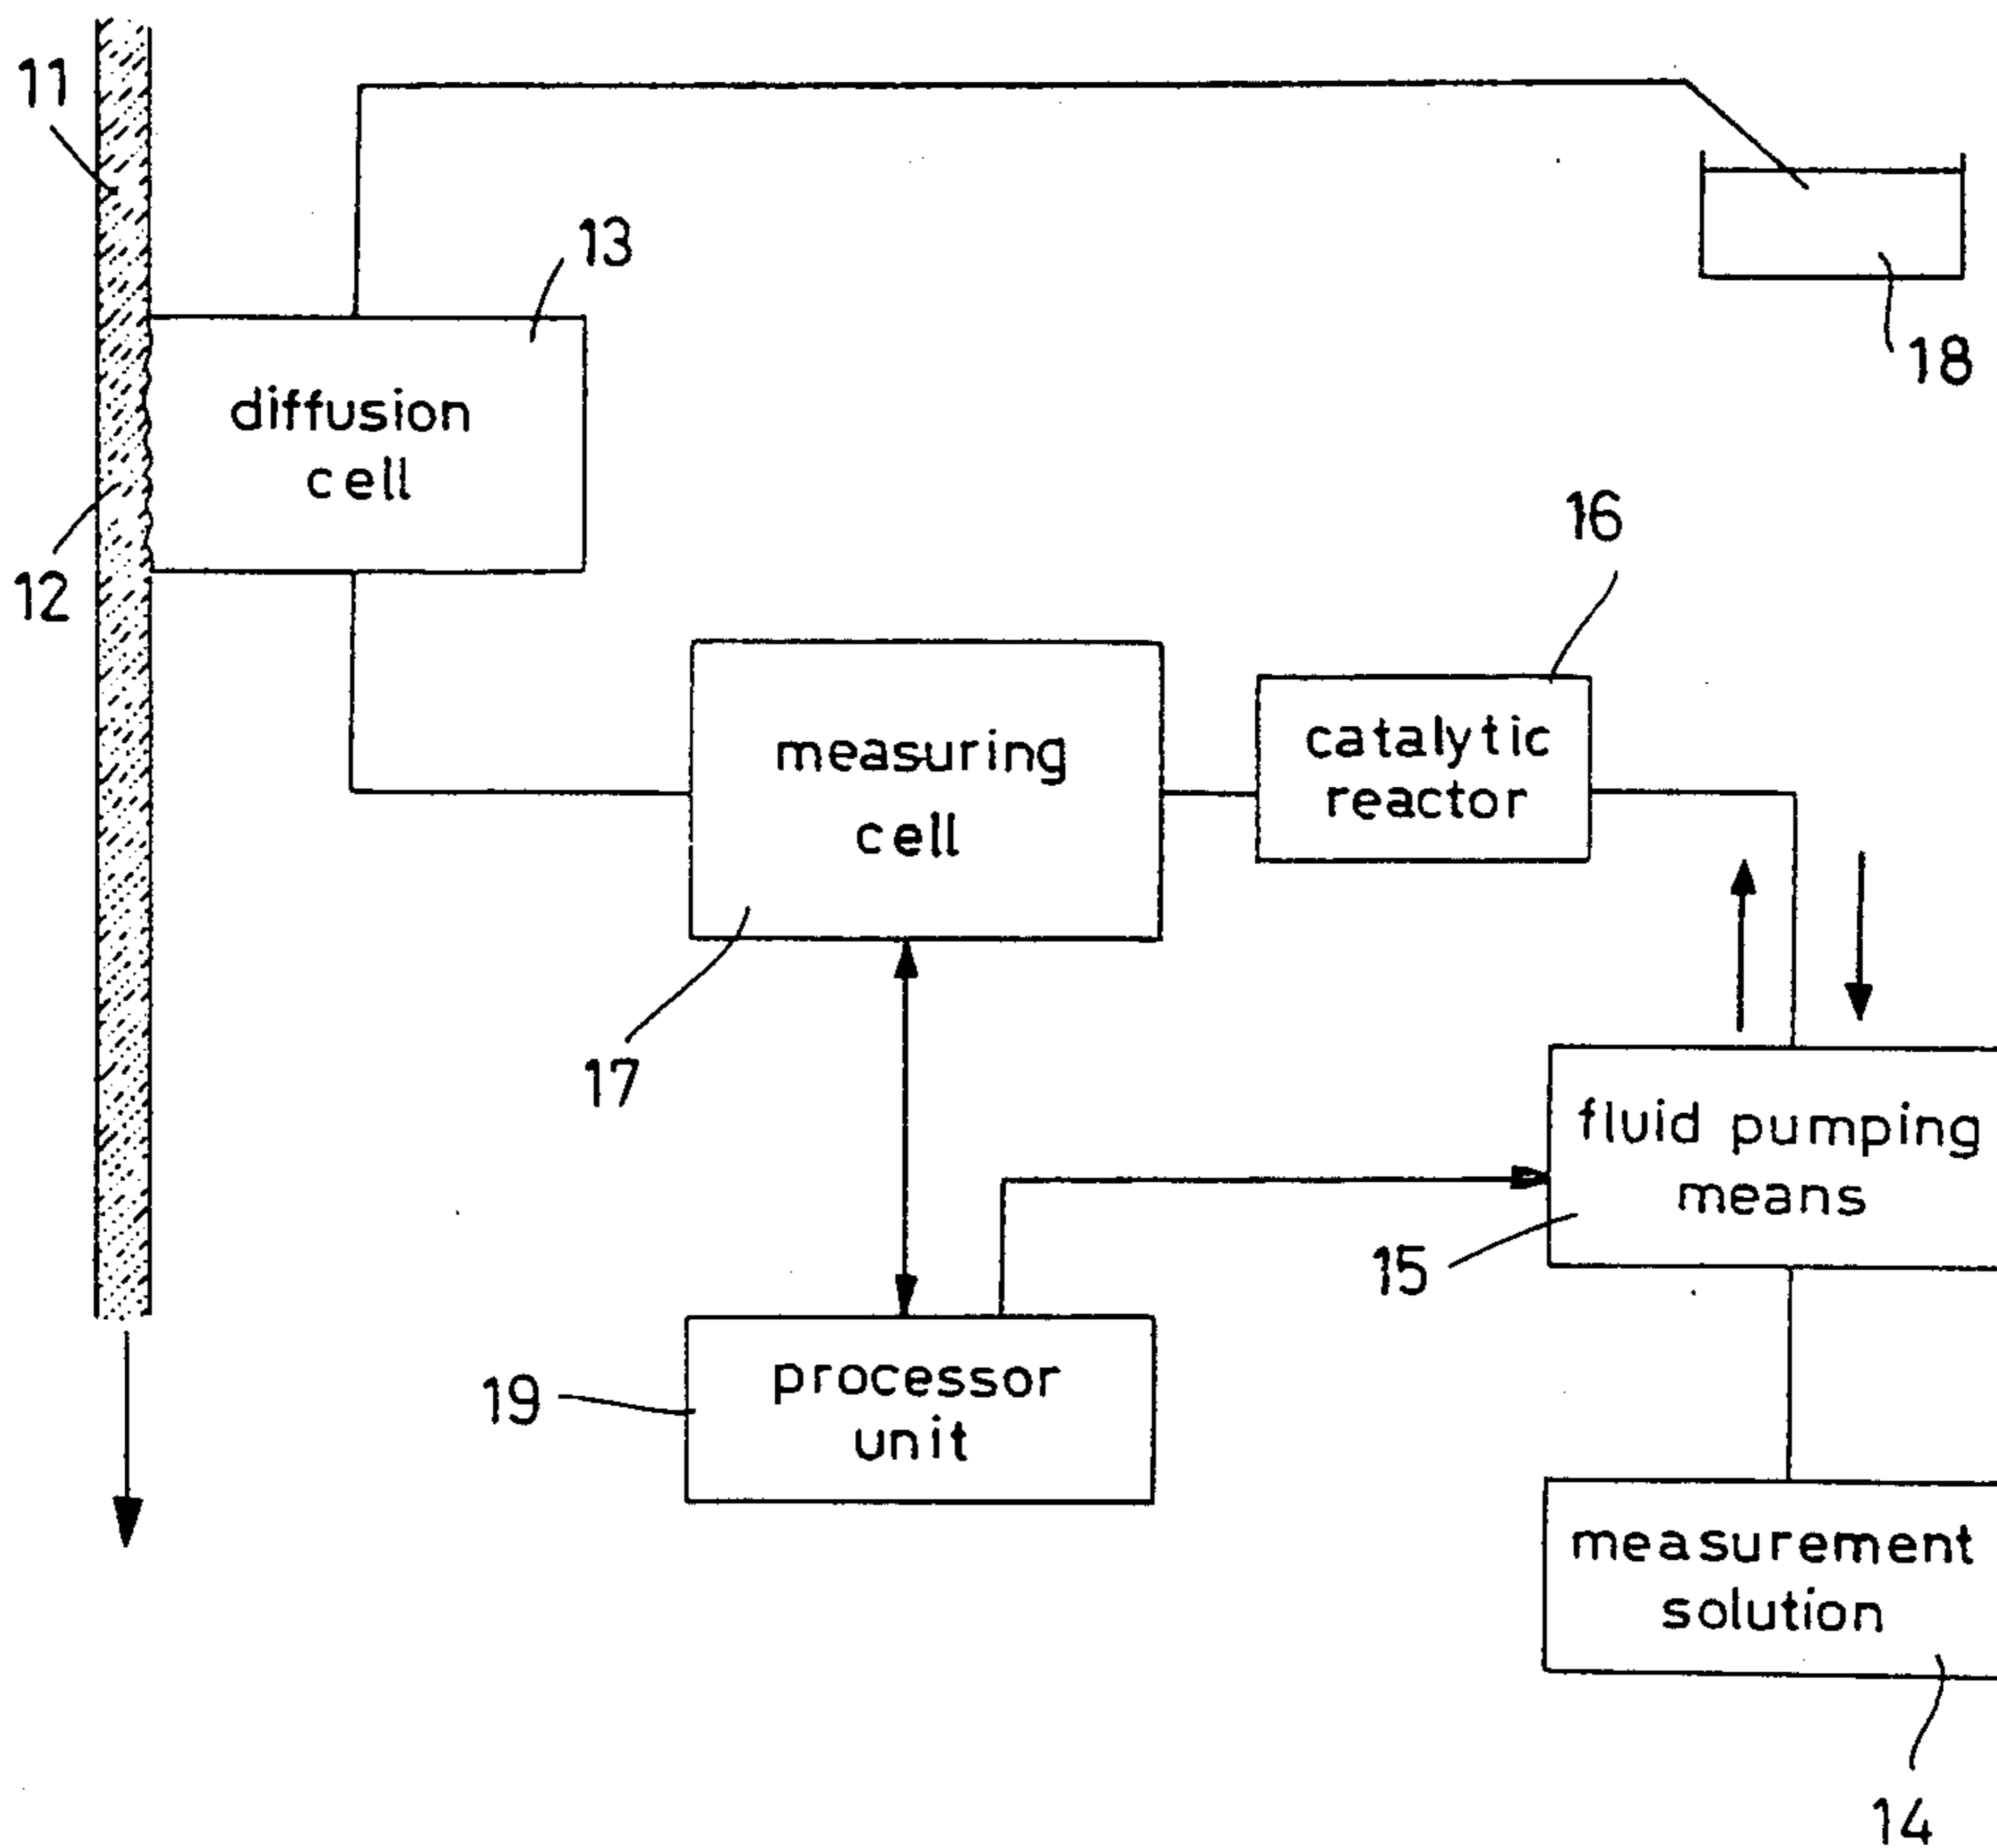 11
13
diffusion
cell
18
12
16
measuring
cell
catalytic
reactor
17
fluid pumping
means
15
19
processor
unit
measurement
solution
14